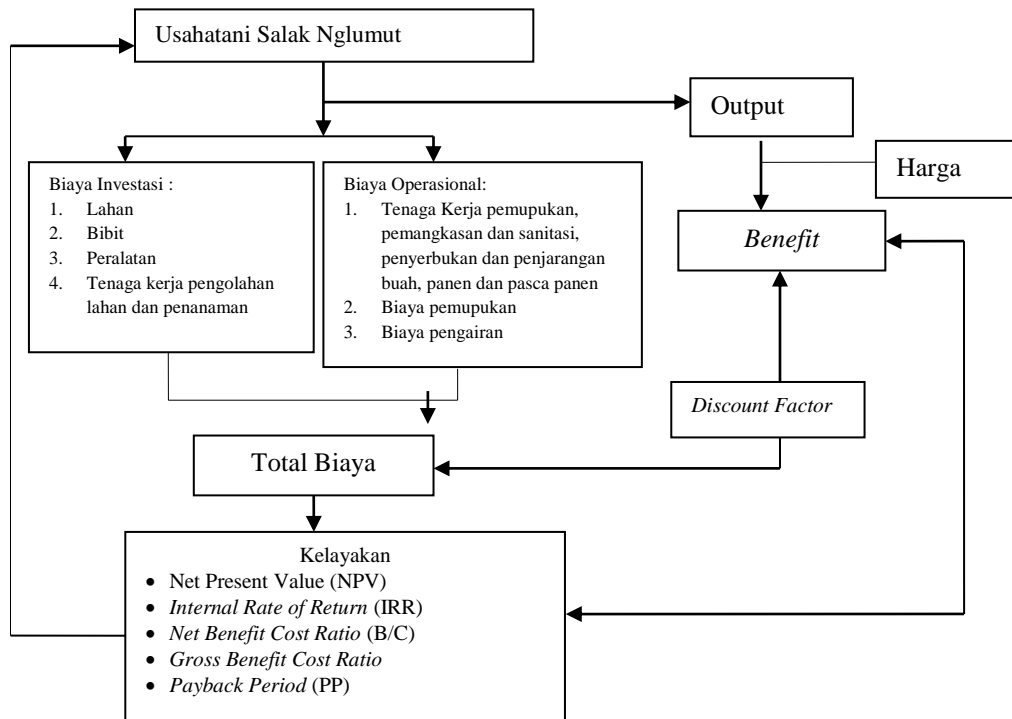 Usahatani Salak Nglumut
Output
Harga
Biaya Investasi :
1. Lahan
2. Bibit
3. Peralatan
4. Tenaga kerja pengolahan
lahan dan penanaman
Biaya Operasional:
1. Tenaga Kerja pemupukan,
pemangkasan dan sanitasi,
penyerbukan dan penjarangan
buah, panen dan pasca panen
2. Biaya pemupukan
3. Biaya pengairan
Benefit
Discount Factor
Total Biaya
Kelayakan
• Net Present Value (NPV)
• Internal Rate of Return (IRR)
• Net Benefit Cost Ratio (B/C)
• Gross Benefit Cost Ratio
• Payback Period (PP)